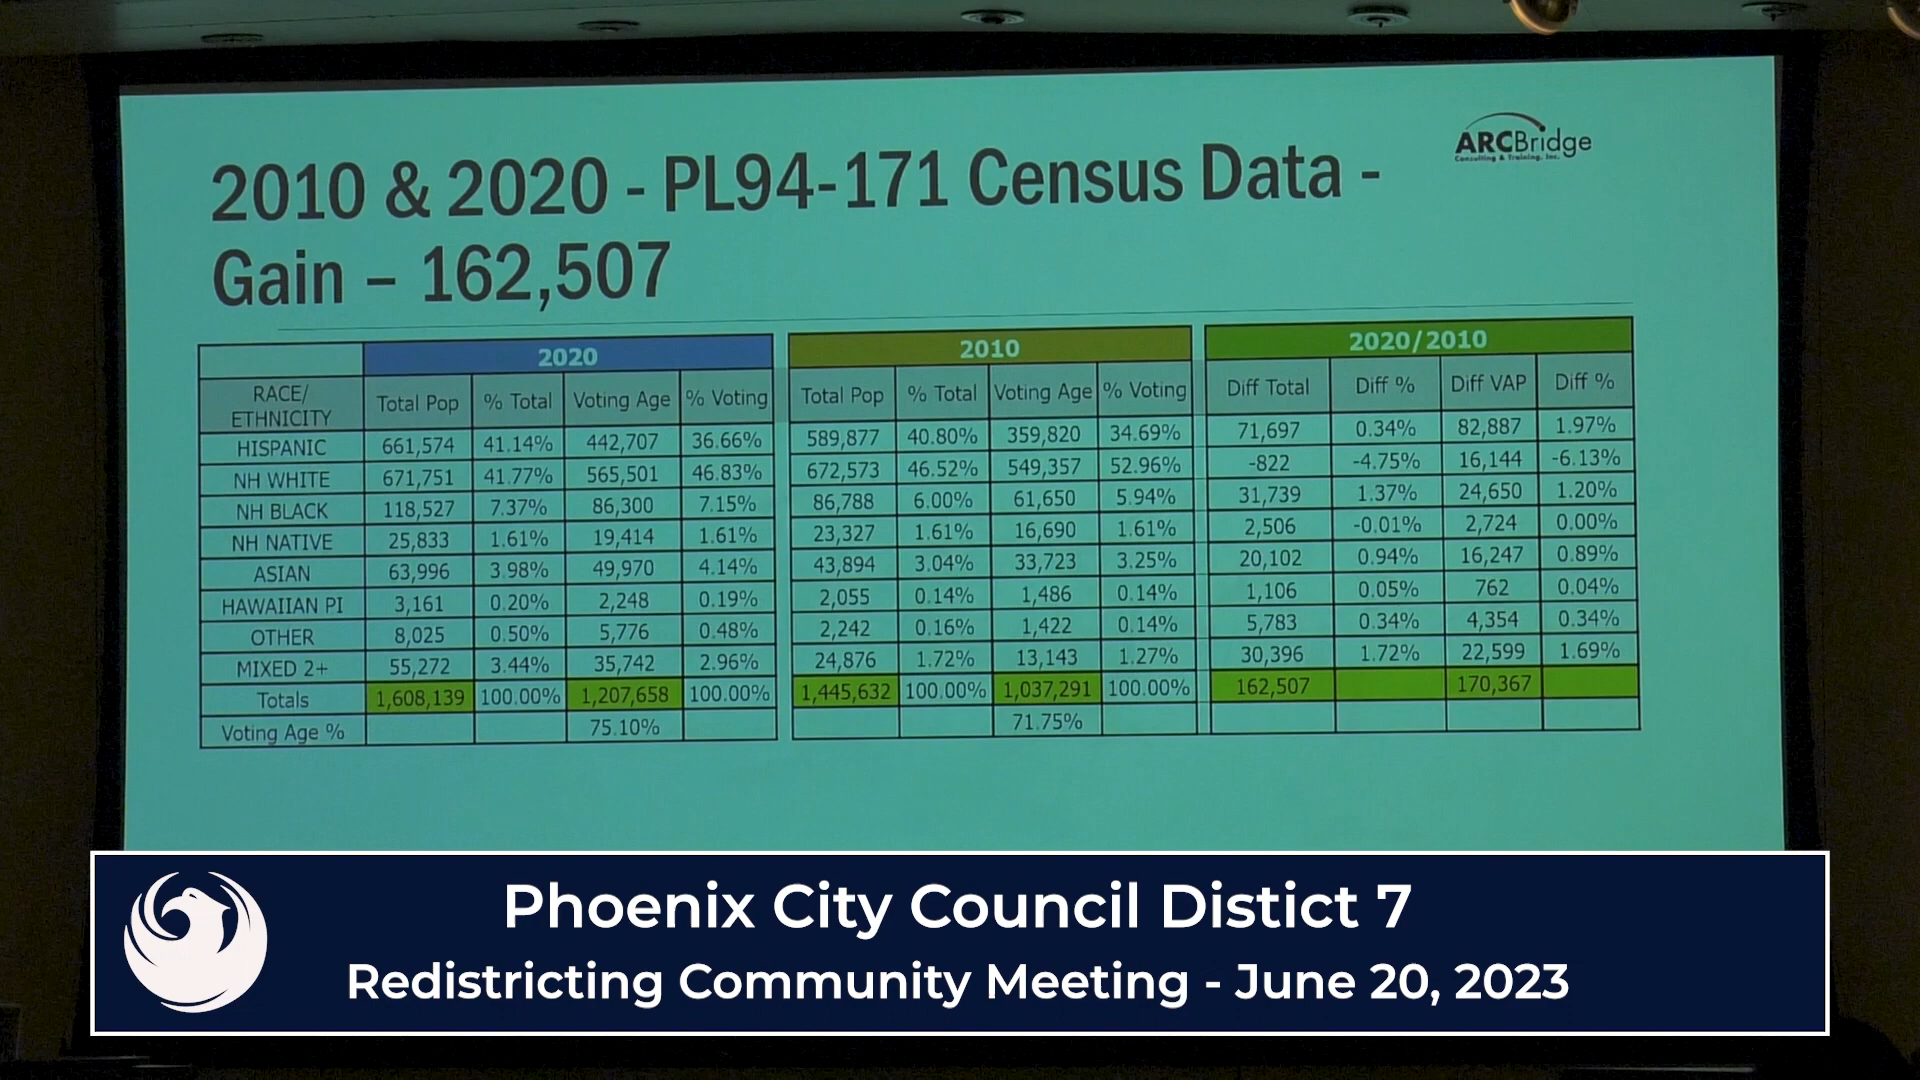 2010 & 2020 - PL94-171 Census Data -
Gain – 162,507
ARCBridge
Consulting & Training, Inc.
2020 2010 2020/2010
RACE/ETHNICITY Total Pop % Total Voting Age % Voting Total Pop % Total Voting Age % Voting Diff Total Diff % Diff VAP Diff %
HISPANIC 661,574 41.14% 442,707 36.66% 589,877 40.80% 359,820 34.69% 71,697 0.34% 82,887 1.97%
NH WHITE 671,751 41.77% 565,501 46.83% 672,573 46.52% 549,357 52.96% -822 -4.75% 16,144 -6.13%
NH BLACK 118,527 7.37% 86,300 7.15% 86,788 6.00% 61,650 5.94% 31,739 1.37% 24,650 1.20%
NH NATIVE 25,833 1.61% 19,414 1.61% 23,327 1.61% 16,690 1.61% 2,506 -0.01% 2,724 0.00%
ASIAN 63,996 3.98% 49,970 4.14% 43,894 3.04% 33,723 3.25% 20,102 0.94% 16,247 0.89%
HAWAIIAN PI 3,161 0.20% 2,248 0.19% 2,055 0.14% 1,486 0.14% 1,106 0.05% 762 0.04%
OTHER 8,025 0.50% 5,776 0.48% 2,242 0.16% 1,422 0.14% 5,783 0.34% 4,354 0.34%
MIXED 2+ 55,272 3.44% 35,742 2.96% 24,876 1.72% 13,143 1.27% 30,396 1.72% 22,599 1.69%
Totals 1,608,139 100.00% 1,207,658 100.00% 1,445,632 100.00% 1,037,291 100.00% 162,507 170,367
Voting Age % 75.10% 71.75%
Phoenix City Council Distict 7
Redistricting Community Meeting - June 20, 2023